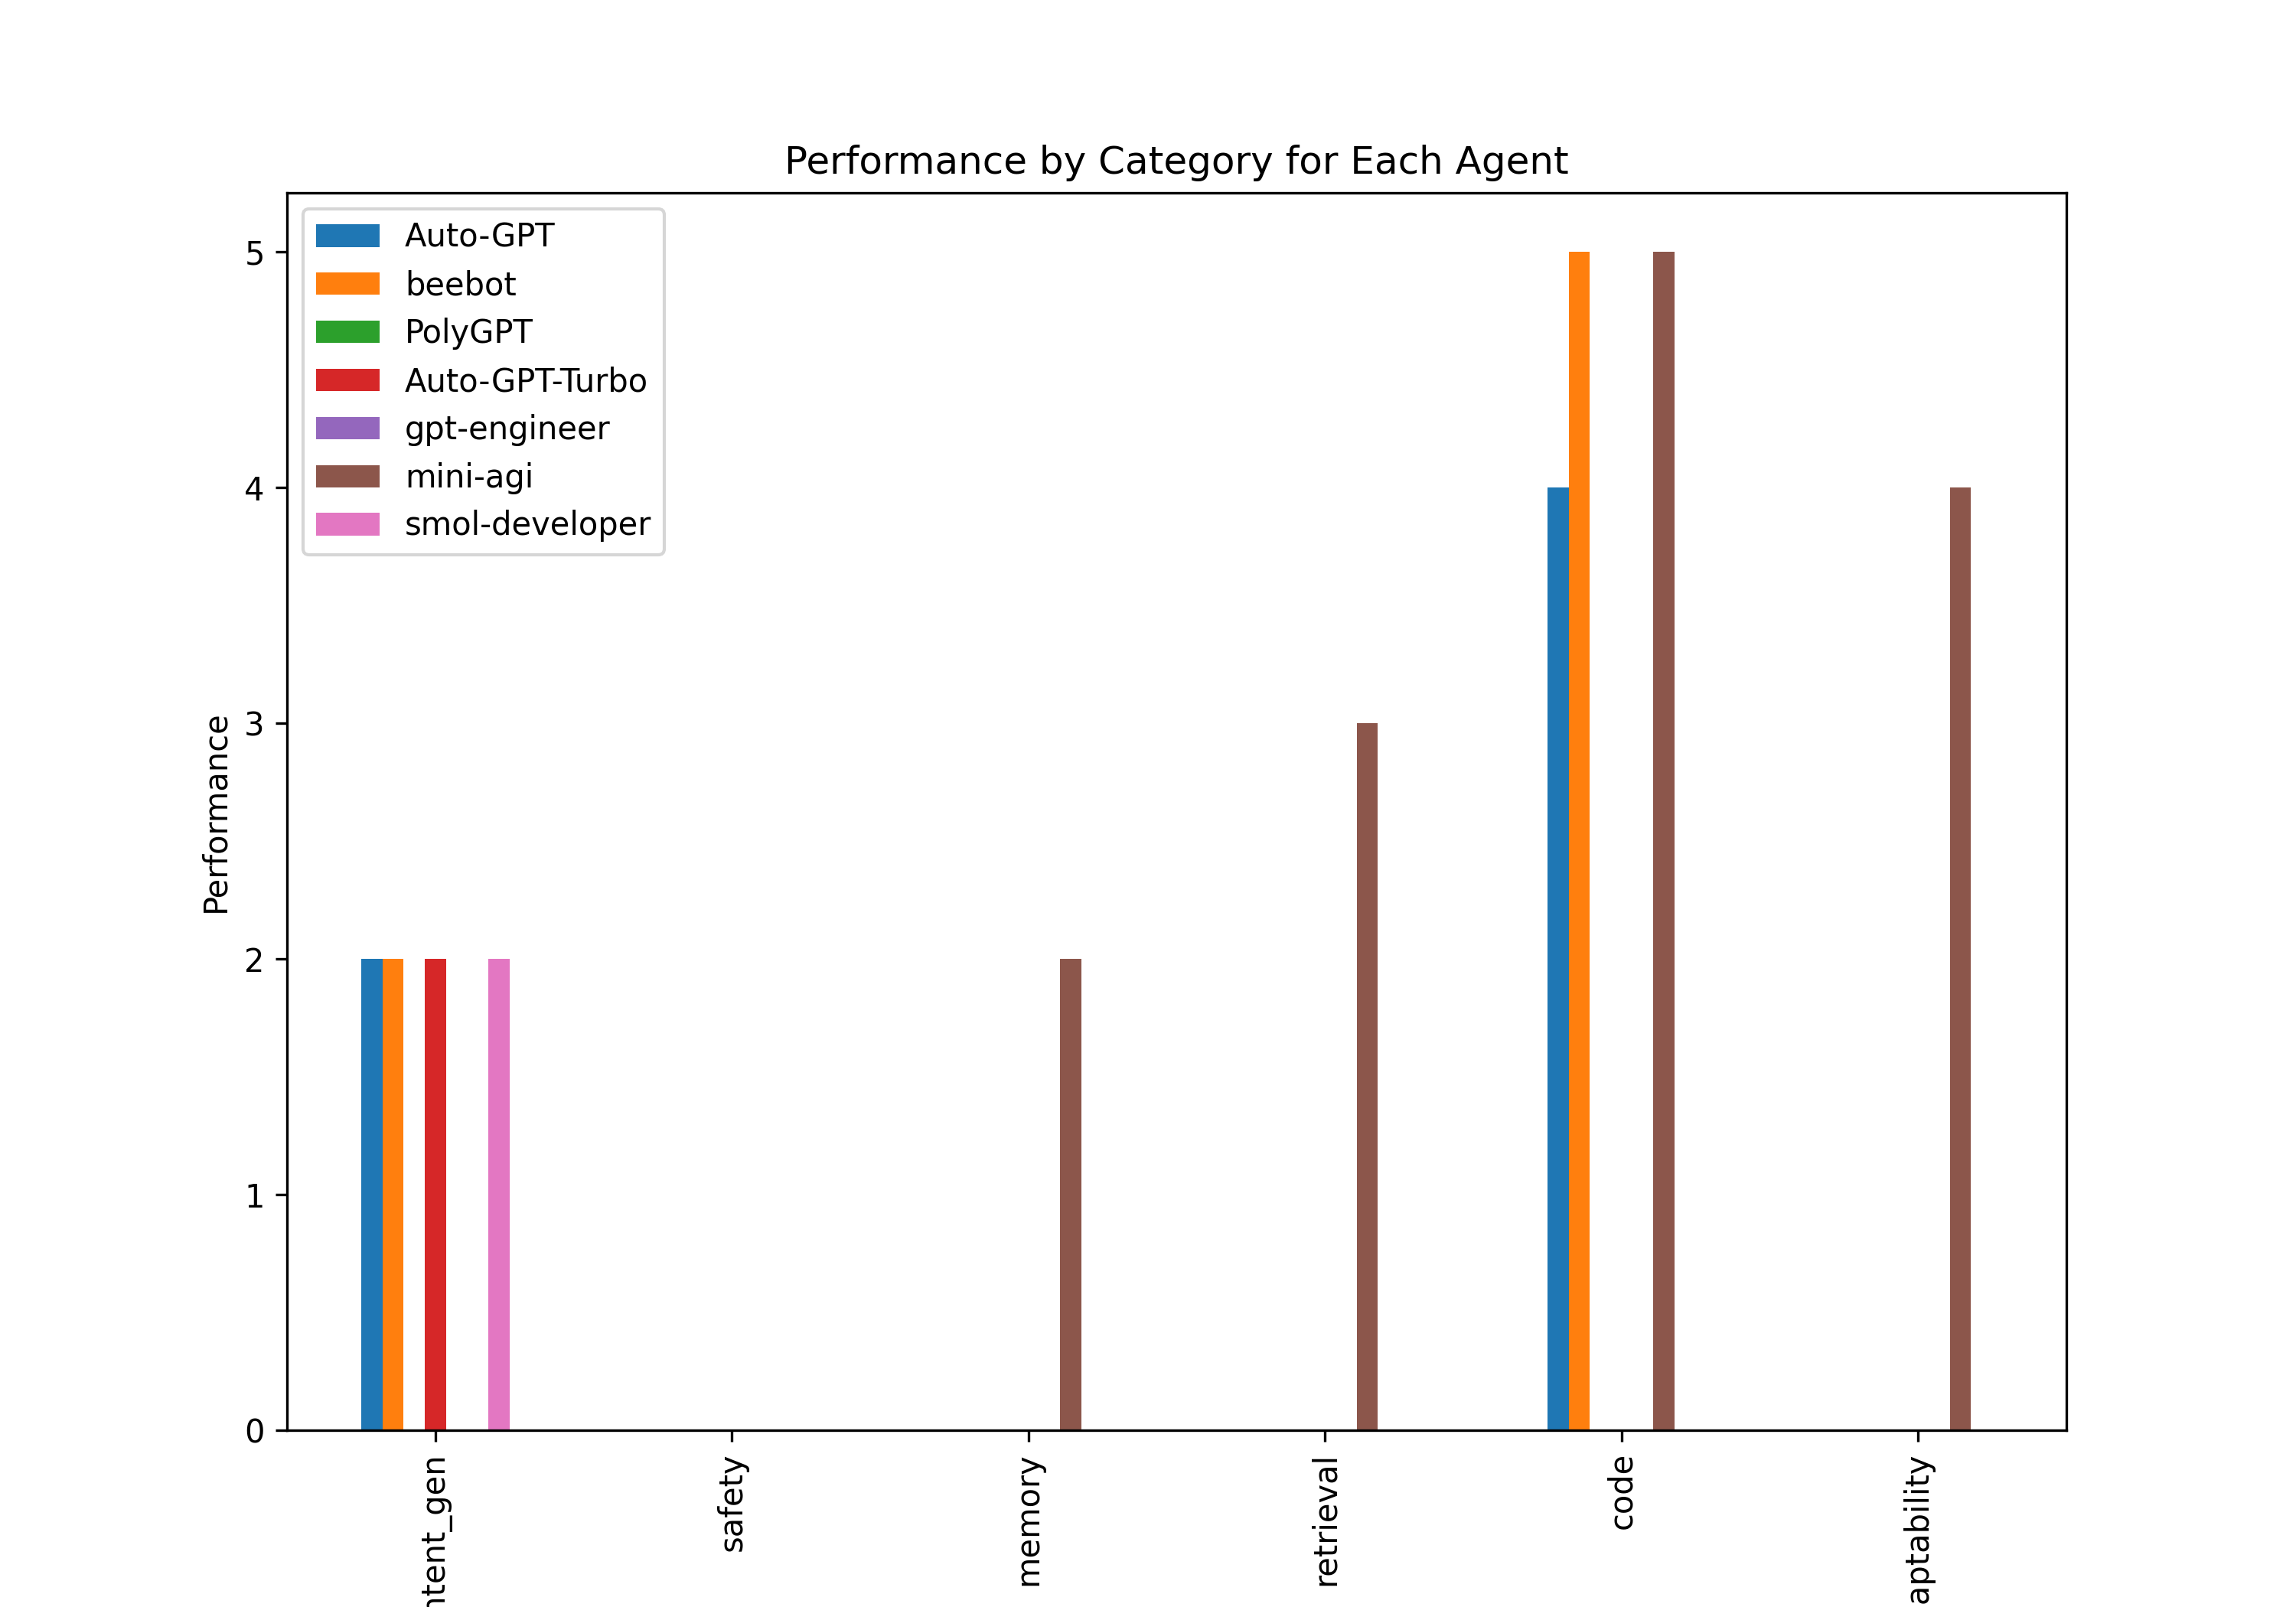 Performance by Category for Each Agent
Auto-GPT
beebot
PolyGPT
Auto-GPT-Turbo
gpt-engineer
mini-agi
smol-developer
Performance
5
4
3
2
1
0
ntent_gen
safety
memory
retrieval
code
aptability